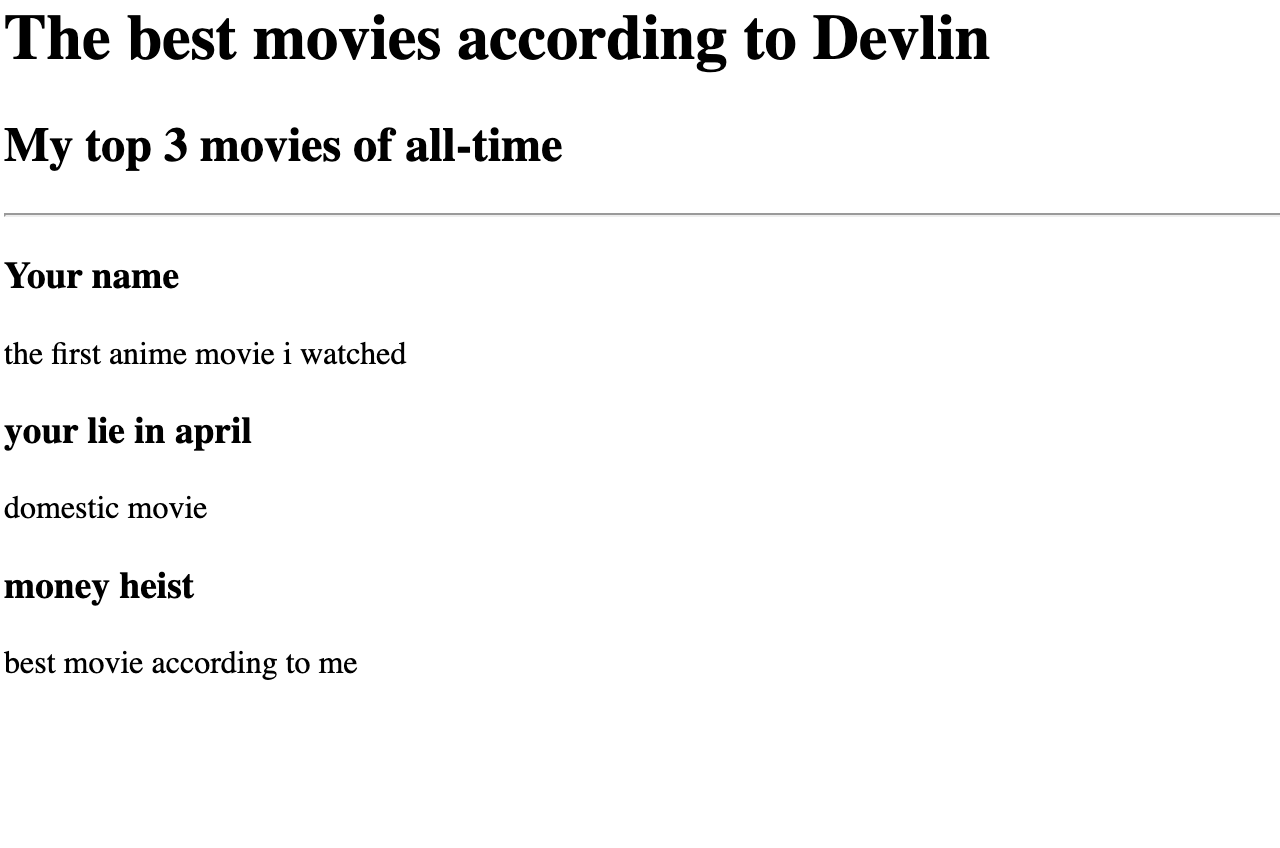 The best movies according to Devlin
My top 3 movies of all-time
Your name
the first anime movie i watched
your lie in april
domestic movie
money heist
best movie according to me